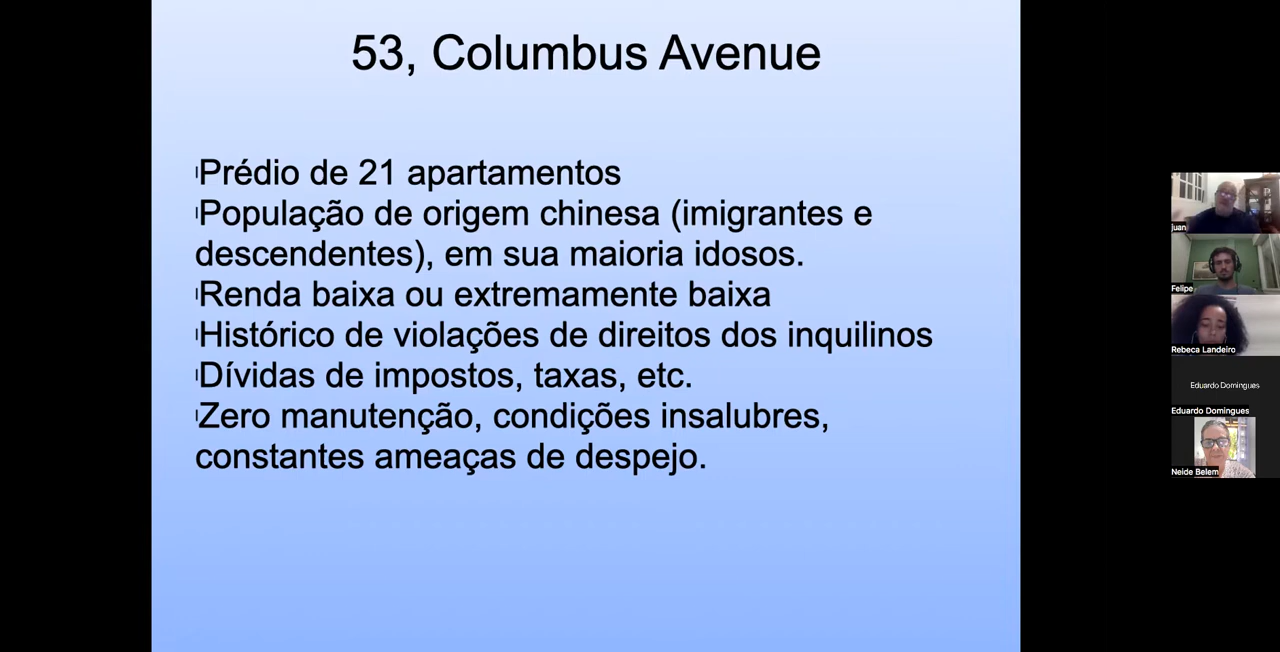 53, Columbus Avenue
Prédio de 21 apartamentos
População de origem chinesa (imigrantes e
descendentes), em sua maioria idosos.
Renda baixa ou extremamente baixa
Histórico de violações de direitos dos inquilinos
Dívidas de impostos, taxas, etc.
Zero manutenção, condições insalubres,
constantes ameaças de despejo.
juan
Felipe
Rebeca Landeiro
Eduardo Domingues
Eduardo Domingues
Neide Belem